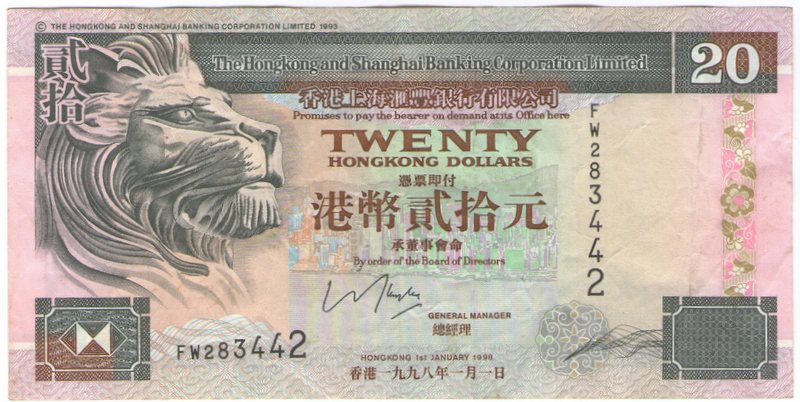 © THE HONGKONG AND SHANGHAI BANKING CORPORATION LIMITED 1993
貳拾
The Hongkong and Shanghai Banking Corporation Limited
20
香港上海滙豐銀行有限公司
Promises to pay the bearer on demand at its Office here
TWENTY
HONGKONG DOLLARS
憑票即付
港幣貳拾元
承董事會命
By order of the Board of Directors
FW283442
GENERAL MANAGER
總經理
20
FW283442
HONGKONG 1ST JANUARY 1998
香港一九九八年一月一日